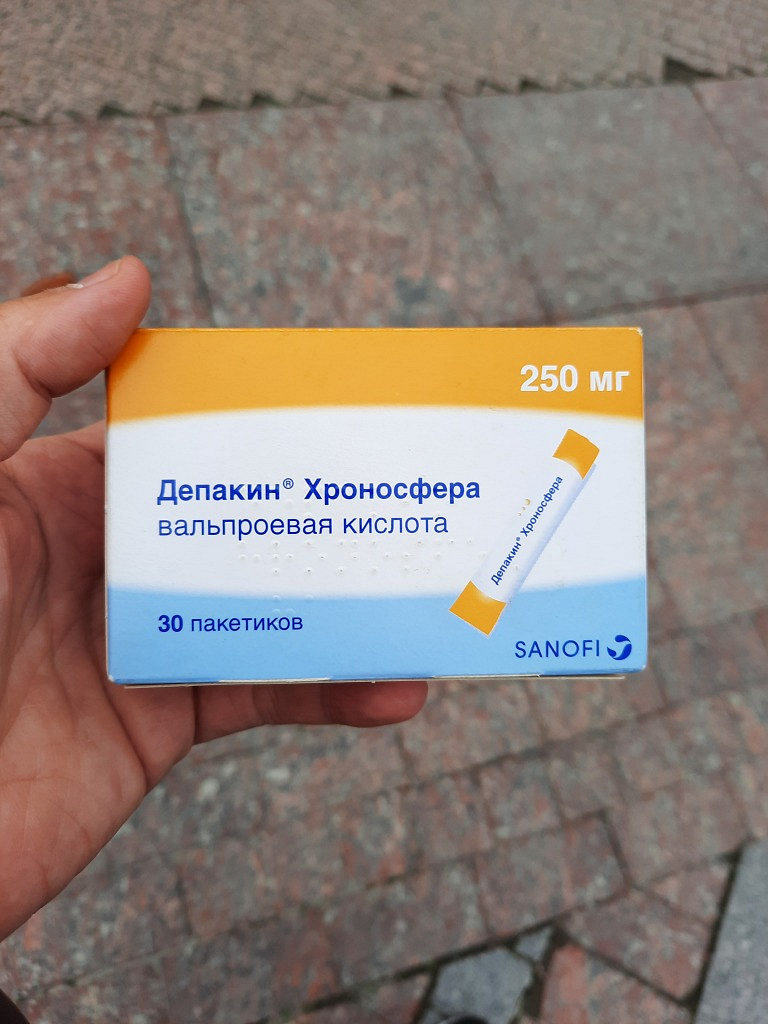 250 мг
Депакин® Хроносфера
вальпроевая кислота
Депакин® Хроносфера
30 пакетиков
SANOFI